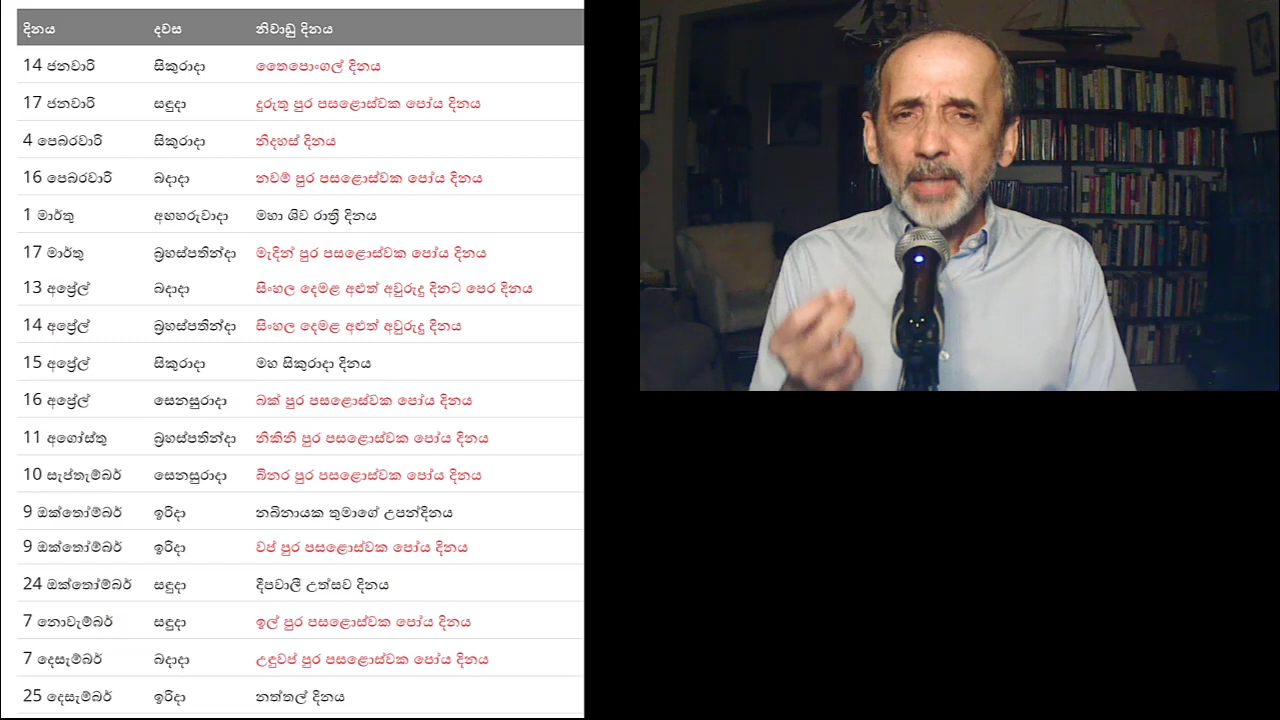 දිනය දවස නිවාඩු දිනය
14 ජනවාරි සිකුරාදා තෛපොංගල් දිනය
17 ජනවාරි සඳුදා දුරුතු පුර පසළොස්වක පෝය දිනය
4 පෙබරවාරි සිකුරාදා නිදහස් දිනය
16 පෙබරවාරි බදාදා නවම් පුර පසළොස්වක පෝය දිනය
1 මාර්තු අඟහරුවාදා මහා ශිව රාත්‍රී දිනය
17 මාර්තු බ්‍රහස්පතින්දා මැදින් පුර පසළොස්වක පෝය දිනය
13 අප්‍රේල් බදාදා සිංහල දෙමළ අළුත් අවුරුදු දිනට පෙර දිනය
14 අප්‍රේල් බ්‍රහස්පතින්දා සිංහල දෙමළ අළුත් අවුරුදු දිනය
15 අප්‍රේල් සිකුරාදා මහ සිකුරාදා දිනය
16 අප්‍රේල් සෙනසුරාදා බක් පුර පසළොස්වක පෝය දිනය
11 අගෝස්තු බ්‍රහස්පතින්දා නිකිනි පුර පසළොස්වක පෝය දිනය
10 සැප්තැම්බර් සෙනසුරාදා බිනර පුර පසළොස්වක පෝය දිනය
9 ඔක්තෝම්බර් ඉරිදා නබිනායක තුමාගේ උපන්දිනය
9 ඔක්තෝම්බර් ඉරිදා වප් පුර පසළොස්වක පෝය දිනය
24 ඔක්තෝම්බර් සඳුදා දීපවාලී උත්සව දිනය
7 නොවැම්බර් සඳුදා ඉල් පුර පසළොස්වක පෝය දිනය
7 දෙසැම්බර් බදාදා උඳුවප් පුර පසළොස්වක පෝය දිනය
25 දෙසැම්බර් ඉරිදා නත්තල් දිනය